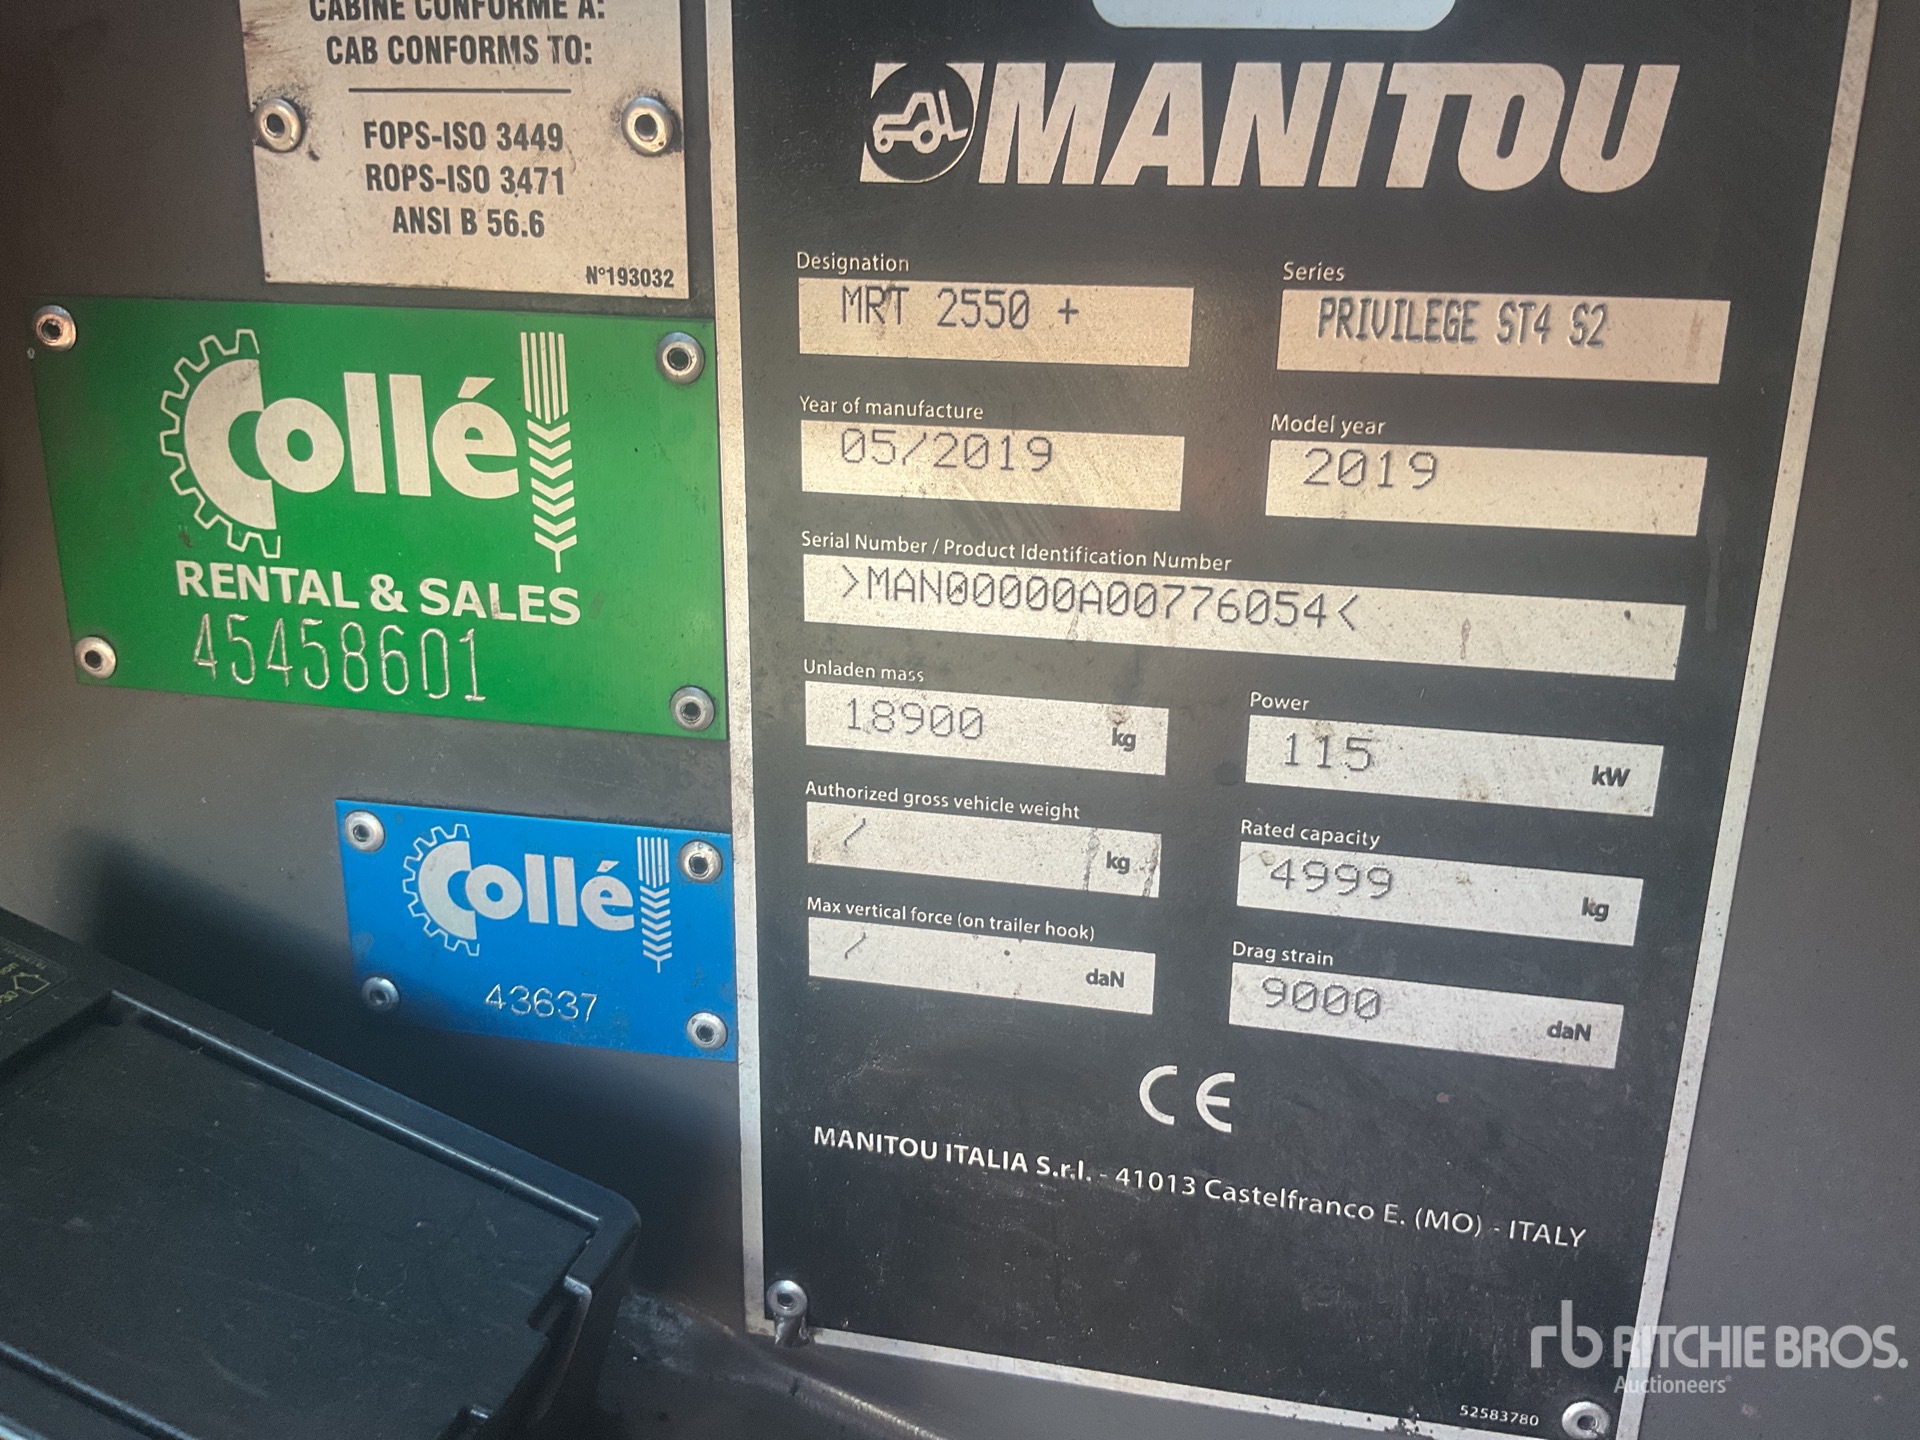 CABINE CONFORME A:
CAB CONFORMS TO:
FOPS-ISO 3449
ROPS-ISO 3471
ANSI B 56.6
N°193032
Collé
RENTAL & SALES
45458601
Collé
43637
MANITOU
Designation
MRT 2550 +
Series
PRIVILEGE ST4 S2
Year of manufacture
05/2019
Model year
2019
Serial Number / Product Identification Number
>MAN00000A00776054<
Unladen mass
18900 kg
Power
115 kW
Authorized gross vehicle weight
/ kg
Rated capacity
4999 kg
Max vertical force (on trailer hook)
/ daN
Drag strain
9000 daN
CE
MANITOU ITALIA S.r.l. - 41013 Castelfranco E. (MO) - ITALY
52583780
rb RITCHIE BROS.
Auctioneers